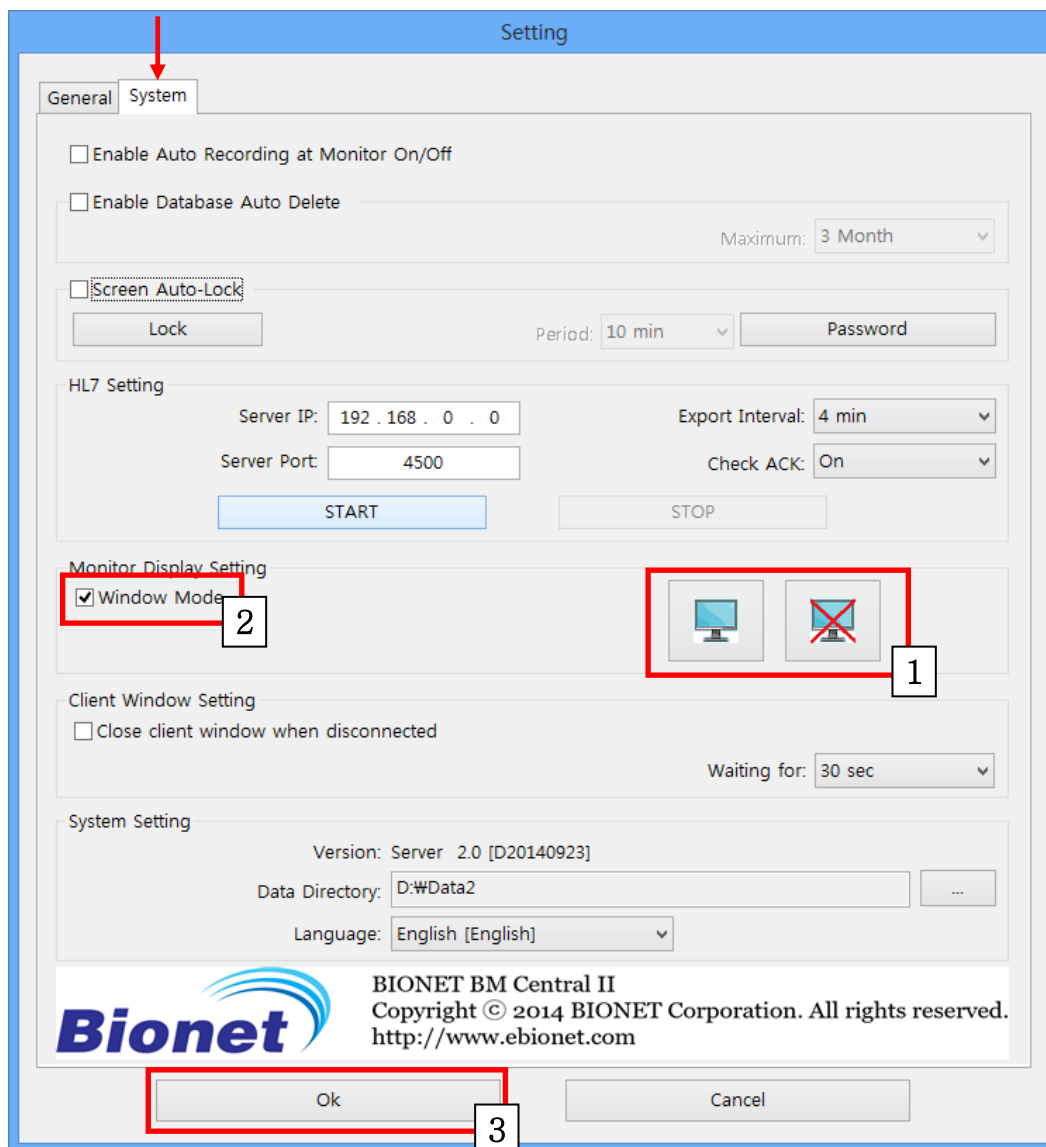 Setting
General System
Enable Auto Recording at Monitor On/Off
Enable Database Auto Delete
Maximum: 3 Month
Screen Auto-Lock
Lock Period: 10 min Password
HL7 Setting
Server IP: 192 . 168 . 0 . 0 Export Interval: 4 min
Server Port: 4500 Check ACK: On
START STOP
Monitor Display Setting
Window Mode
2
1
Client Window Setting
Close client window when disconnected
Waiting for: 30 sec
System Setting
Version: Server 2.0 [D20140923]
Data Directory: D:₩Data2 ...
Language: English [English]
Bionet
BIONET BM Central II
Copyright ⓒ 2014 BIONET Corporation. All rights reserved.
http://www.ebionet.com
Ok Cancel
3